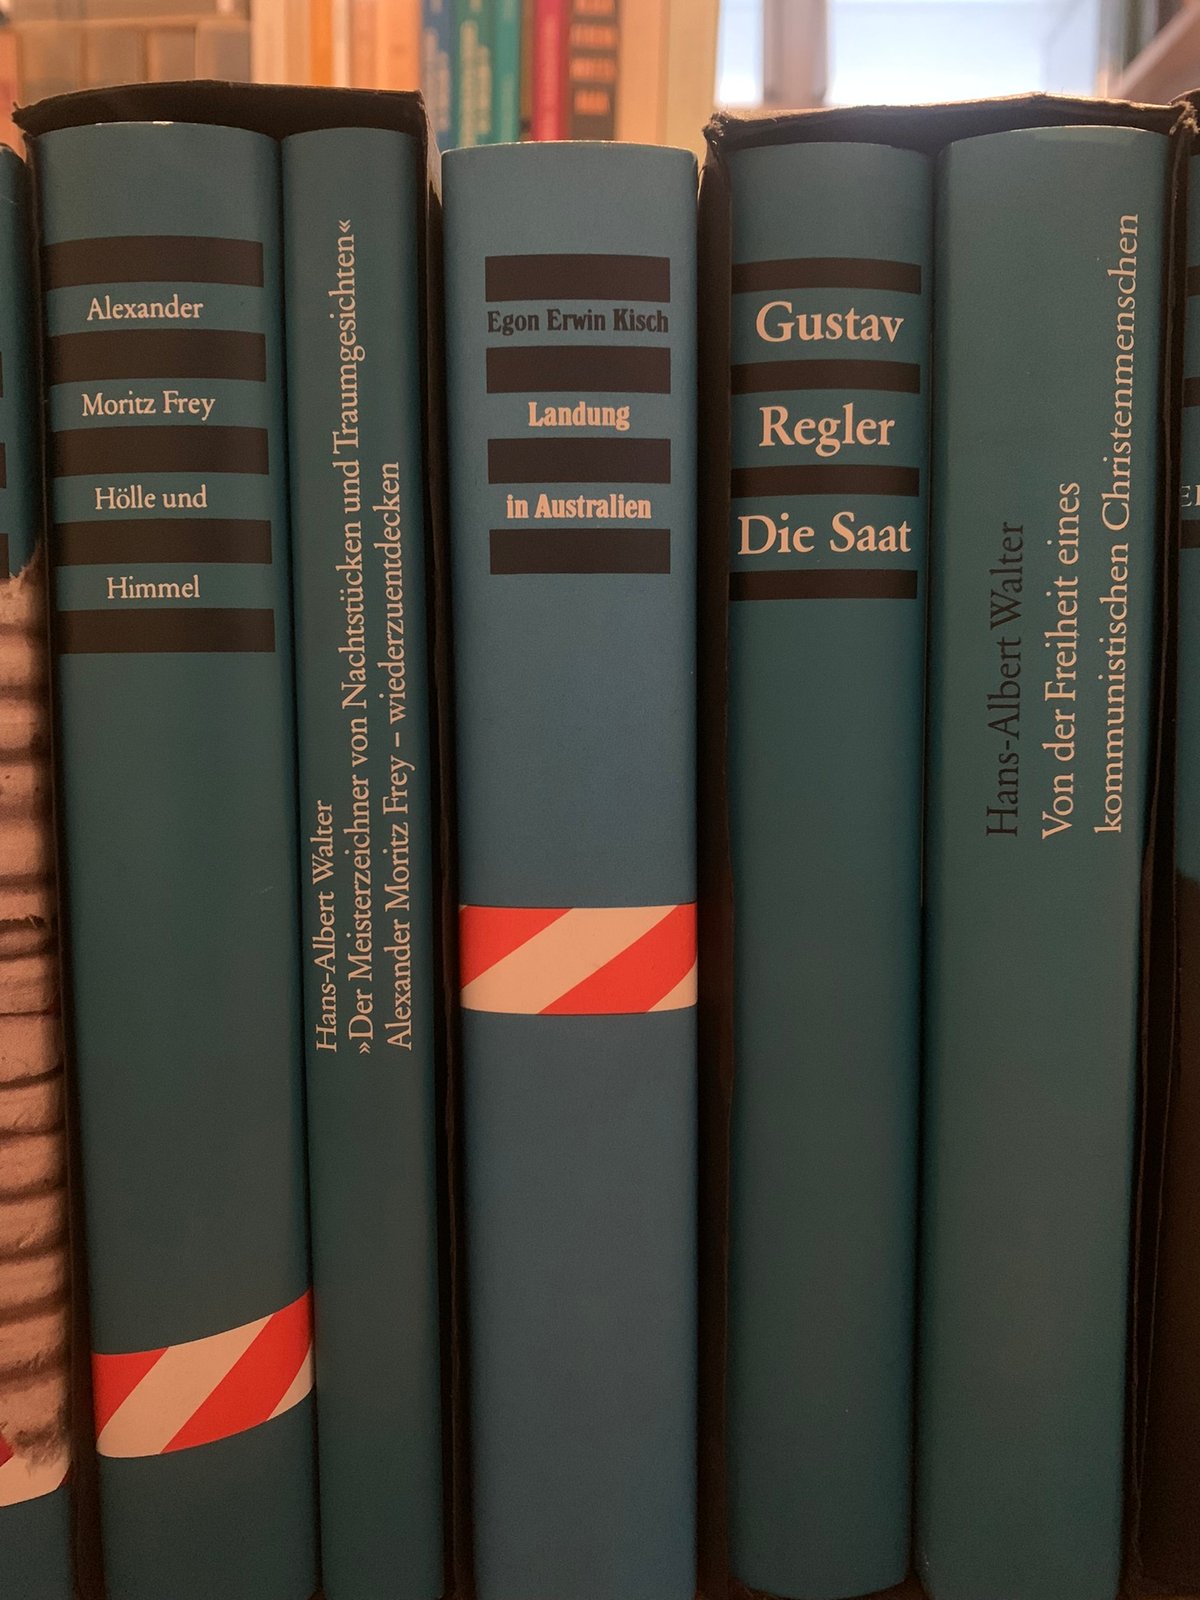 Alexander
Moritz Frey
Hölle und
Himmel
Hans-Albert Walter
»Der Meisterzeichner von Nachtstücken und Traumgesichten«
Alexander Moritz Frey – wiederzuentdecken
Egon Erwin Kisch
Landung
in Australien
Gustav
Regler
Die Saat
Hans-Albert Walter
Von der Freiheit eines
kommunistischen Christenmenschen